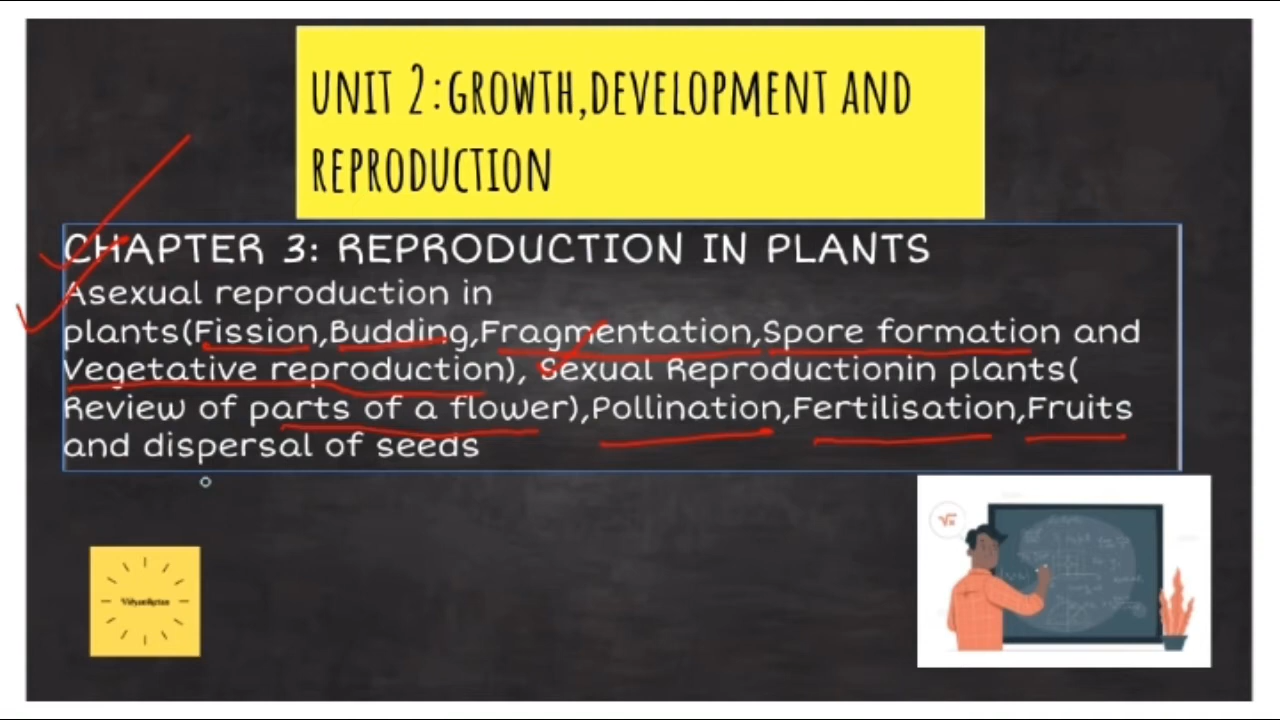 UNIT 2:GROWTH,DEVELOPMENT AND
REPRODUCTION
CHAPTER 3: REPRODUCTION IN PLANTS
Asexual reproduction in
plants(Fission,Budding,Fragmentation,Spore formation and
Vegetative reproduction), Sexual Reproductionin plants(
Review of parts of a flower),Pollination,Fertilisation,Fruits
and dispersal of seeds